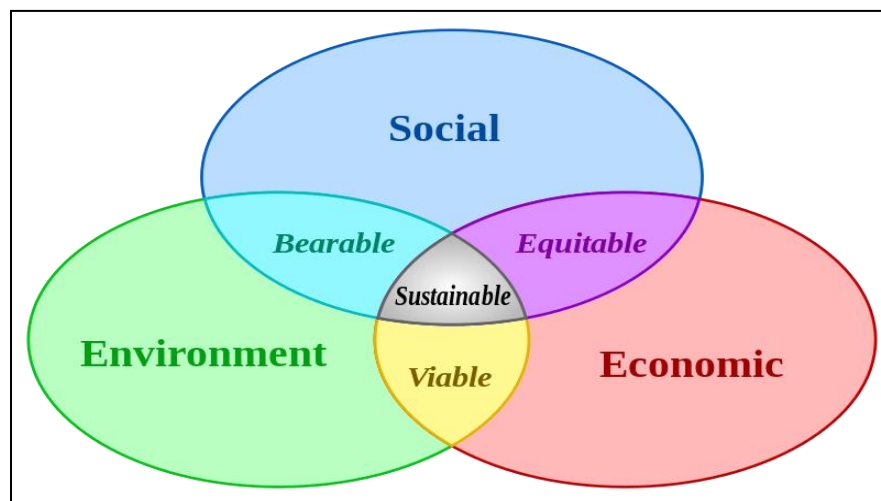 Social
Bearable
Equitable
Sustainable
Environment
Economic
Viable